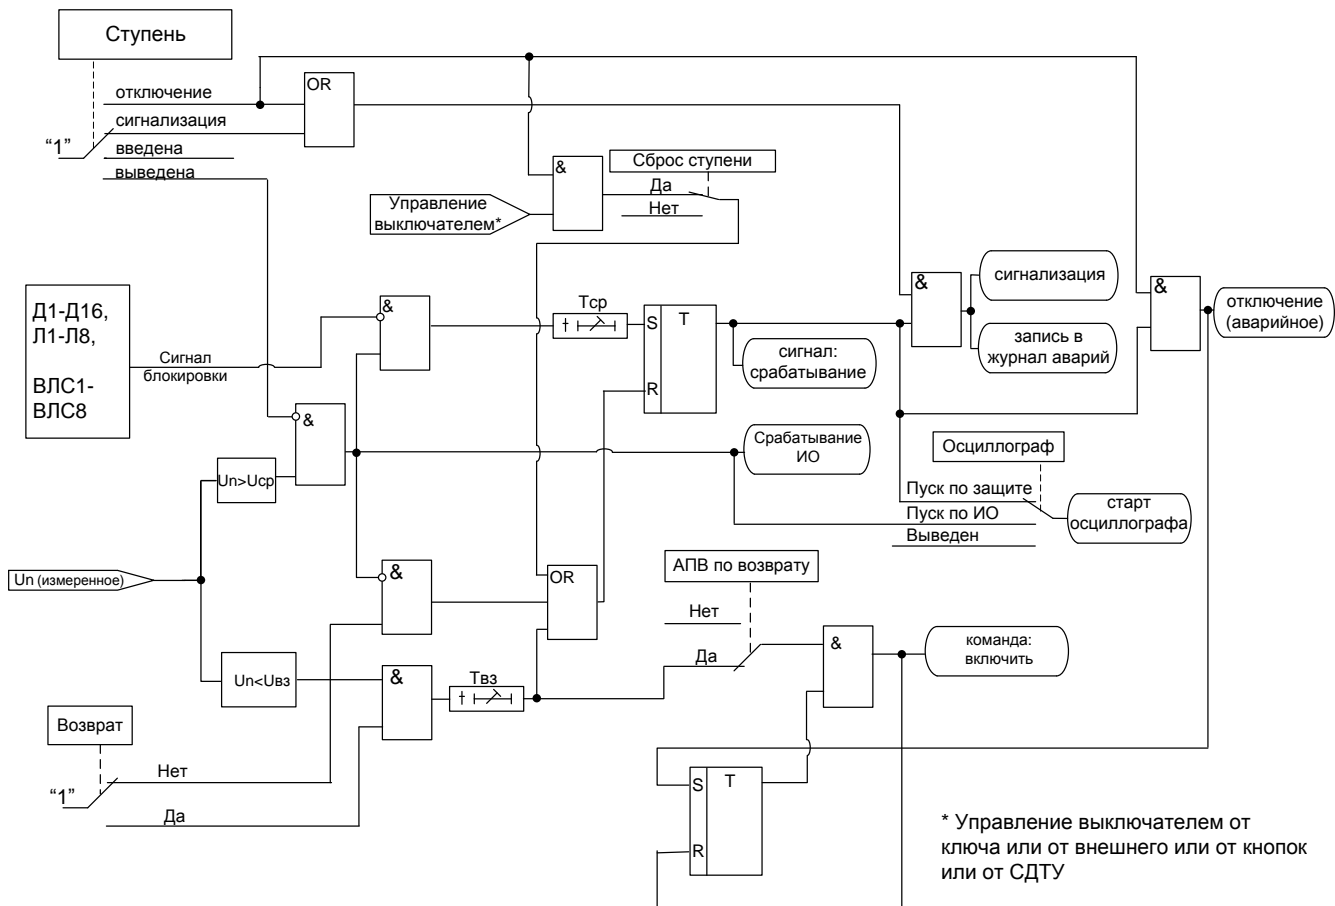 Ступень
отключение
сигнализация
"1"
введена
выведена
OR
&
Сброс ступени
Да
Нет
Управление
выключателем*
Д1-Д16,
Л1-Л8,
ВЛС1-
ВЛС8
Сигнал
блокировки
&
Tср
S
T
R
сигнал:
срабатывание
&
сигнализация
запись в
журнал аварий
&
отключение
(аварийное)
&
Un>Uср
Срабатывание
ИО
Осциллограф
Пуск по защите
Пуск по ИО
Выведен
старт
осциллографа
Un (измеренное)
&
OR
АПВ по возврату
Нет
Да
&
команда:
включить
Un<Uвз
&
Tвз
Возврат
"1"
Нет
Да
S
T
R
* Управление выключателем от
ключа или от внешнего или от кнопок
или от СДТУ